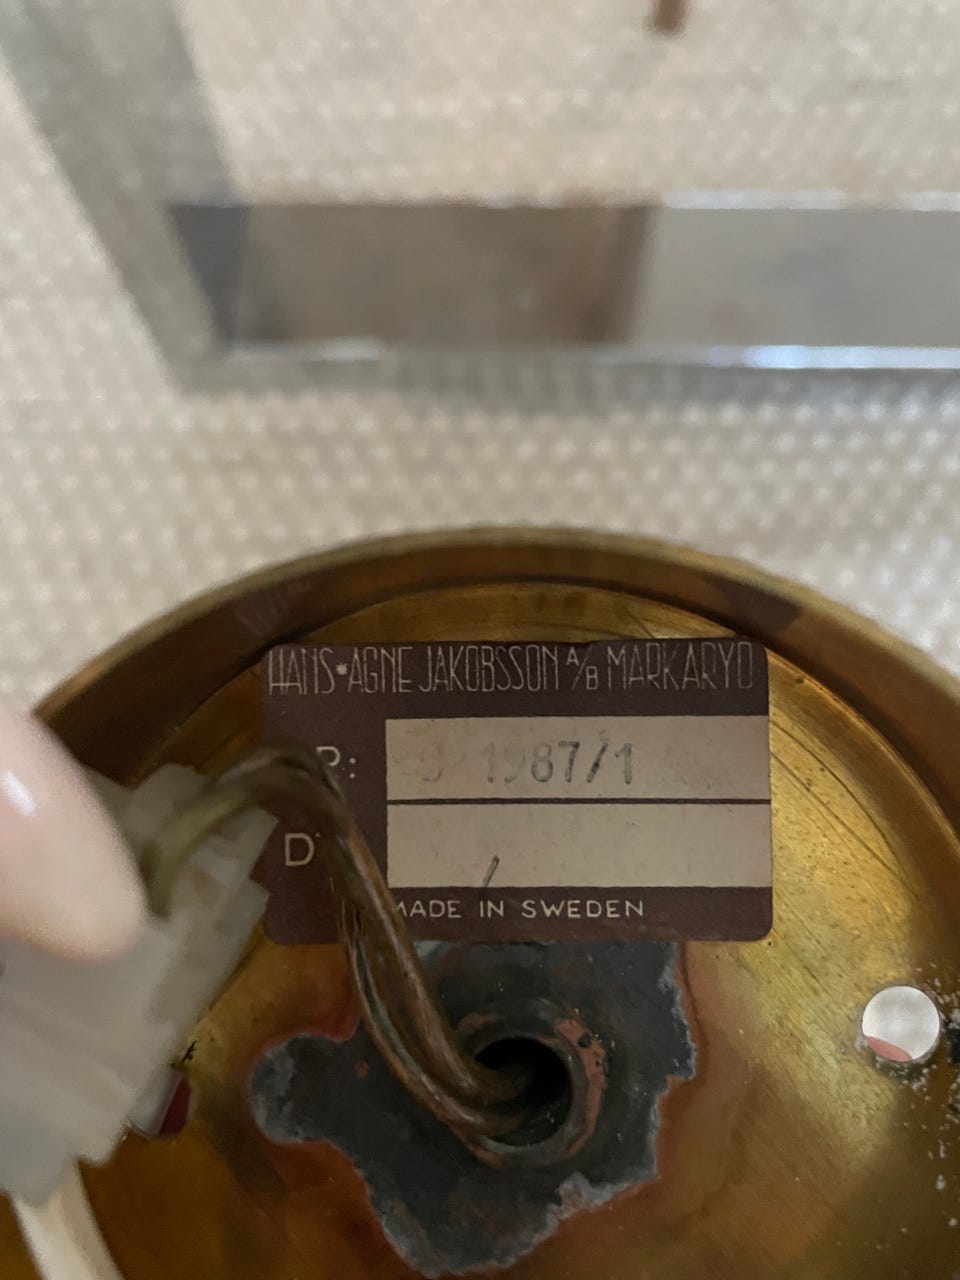 HANS*AGNE JAKOBSSON A/B MARKARYD
R: S 1987/1
D
MADE IN SWEDEN